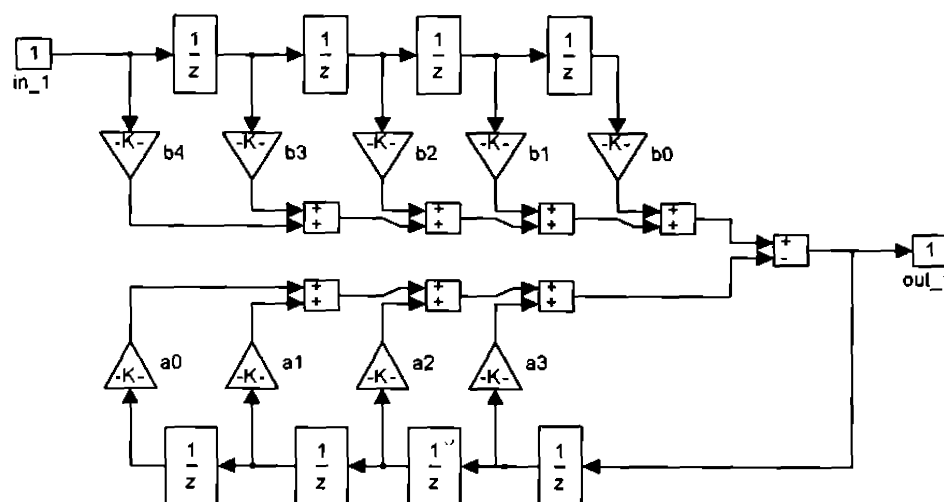 1
in_1
1
z
1
z
1
z
1
z
-K-
b4
-K-
b3
-K-
b2
-K-
b1
-K-
b0
+
+
+
+
+
+
+
+
+
-
1
out_1
+
+
+
+
+
+
-K-
a0
-K-
a1
-K-
a2
-K-
a3
1
z
1
z
1
z
1
z